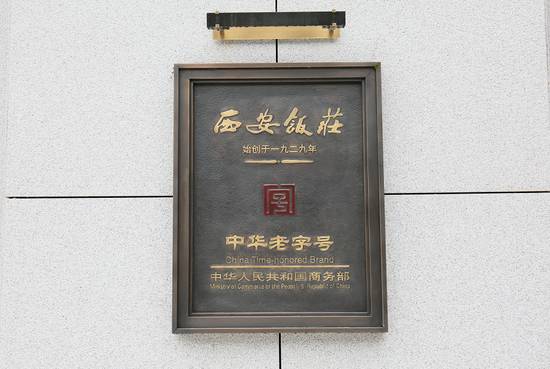 西安飯莊
始创于一九二九年
字号
中华老字号
China Time-honored Brand
中华人民共和国商务部
Ministry of Commerce of the People's Republic of China